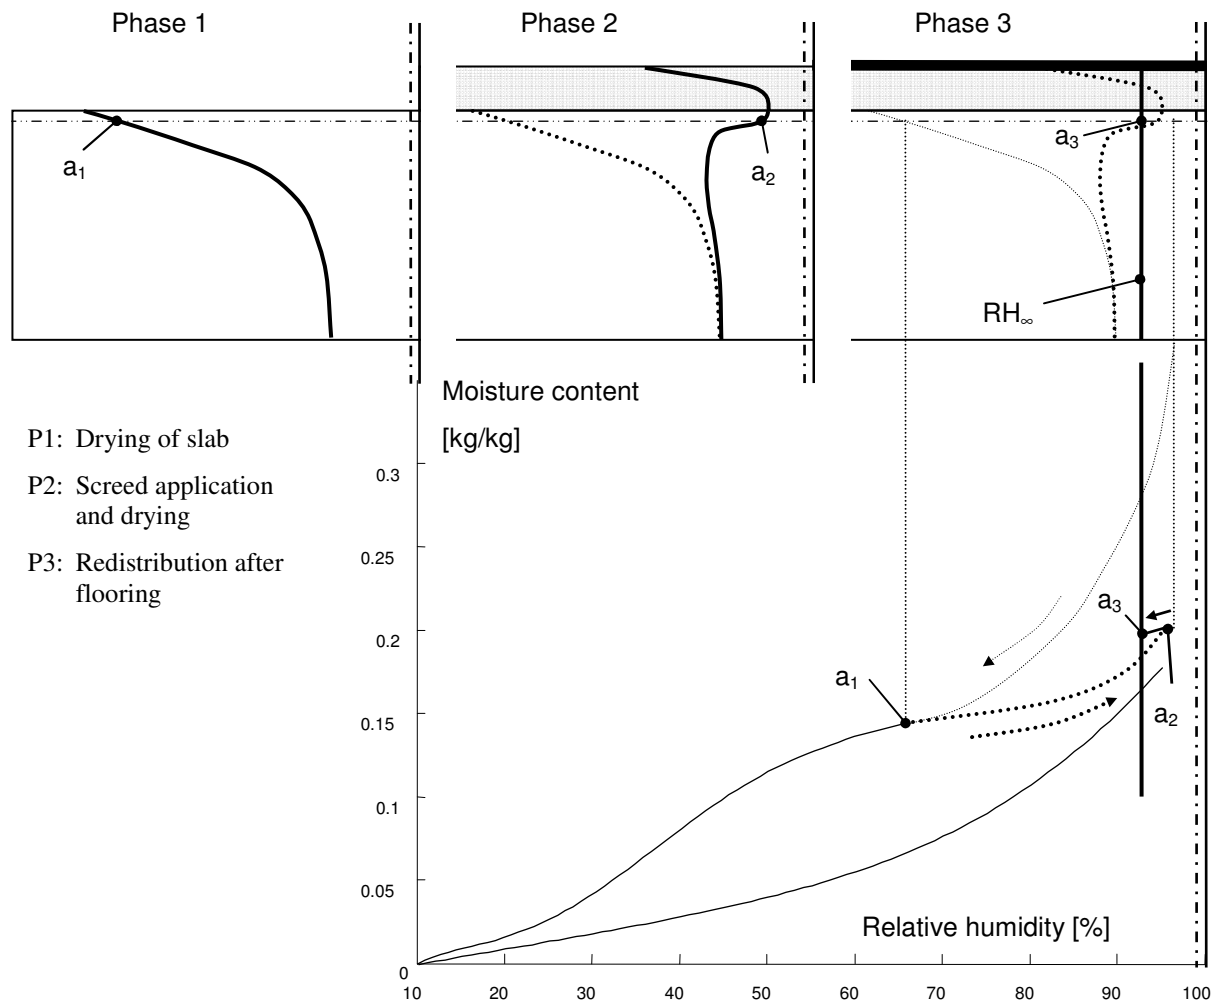 Phase 1
Phase 2
Phase 3
a1
a2
a3
RH∞
Moisture content
[kg/kg]
P1: Drying of slab
P2: Screed application
and drying
P3: Redistribution after
flooring
0.3
0.25
0.2
0.15
0.1
0.05
0
a1
a3
a2
Relative humidity [%]
10 20 30 40 50 60 70 80 90 100